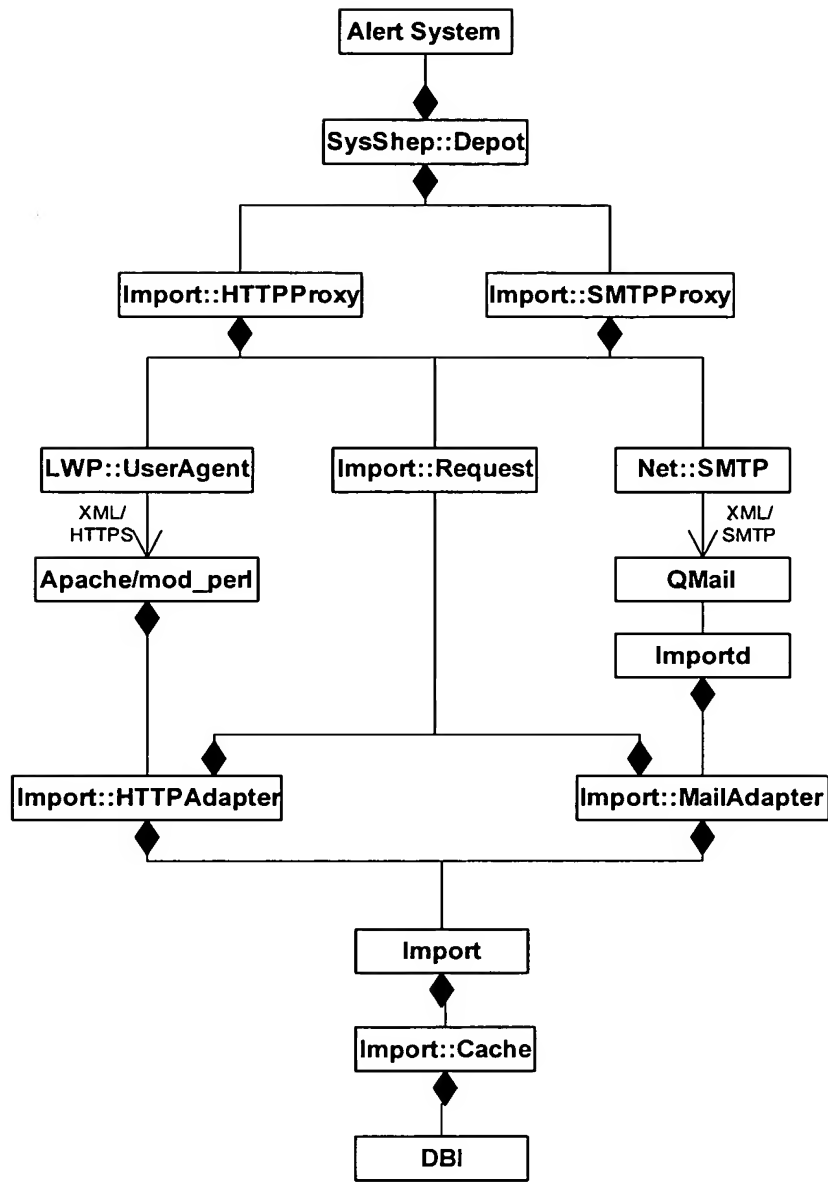 Alert System
SysShep::Depot
Import::HTTPProxy
Import::SMTPProxy
LWP::UserAgent
Import::Request
Net::SMTP
XML/
HTTPS
XML/
SMTP
Apache/mod_perl
QMail
Importd
Import::HTTPAdapter
Import::MailAdapter
Import
Import::Cache
DBI